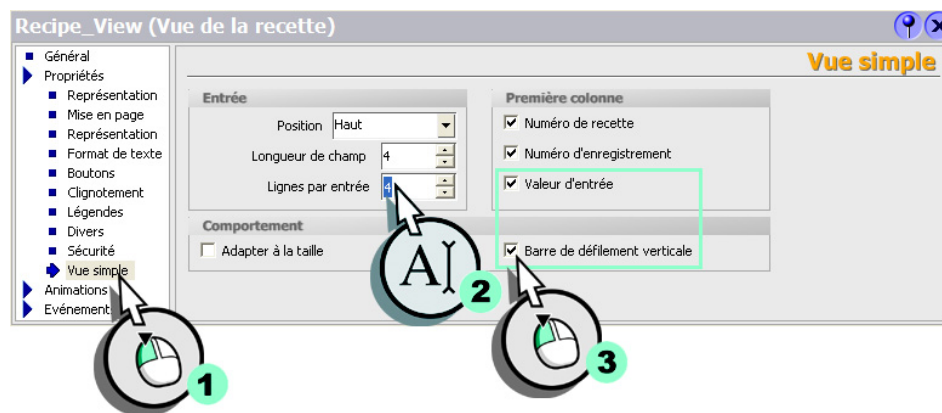 Recipe_View (Vue de la recette)
Général
Propriétés
Représentation
Mise en page
Représentation
Format de texte
Boutons
Clignotement
Légendes
Divers
Sécurité
Vue simple
Animations
Evénement
Vue simple
Entrée
Position Haut
Longueur de champ 4
Lignes par entrée 4
Première colonne
Numéro de recette
Numéro d'enregistrement
Valeur d'entrée
Comportement
Adapter à la taille
Barre de défilement verticale
1
A
2
3